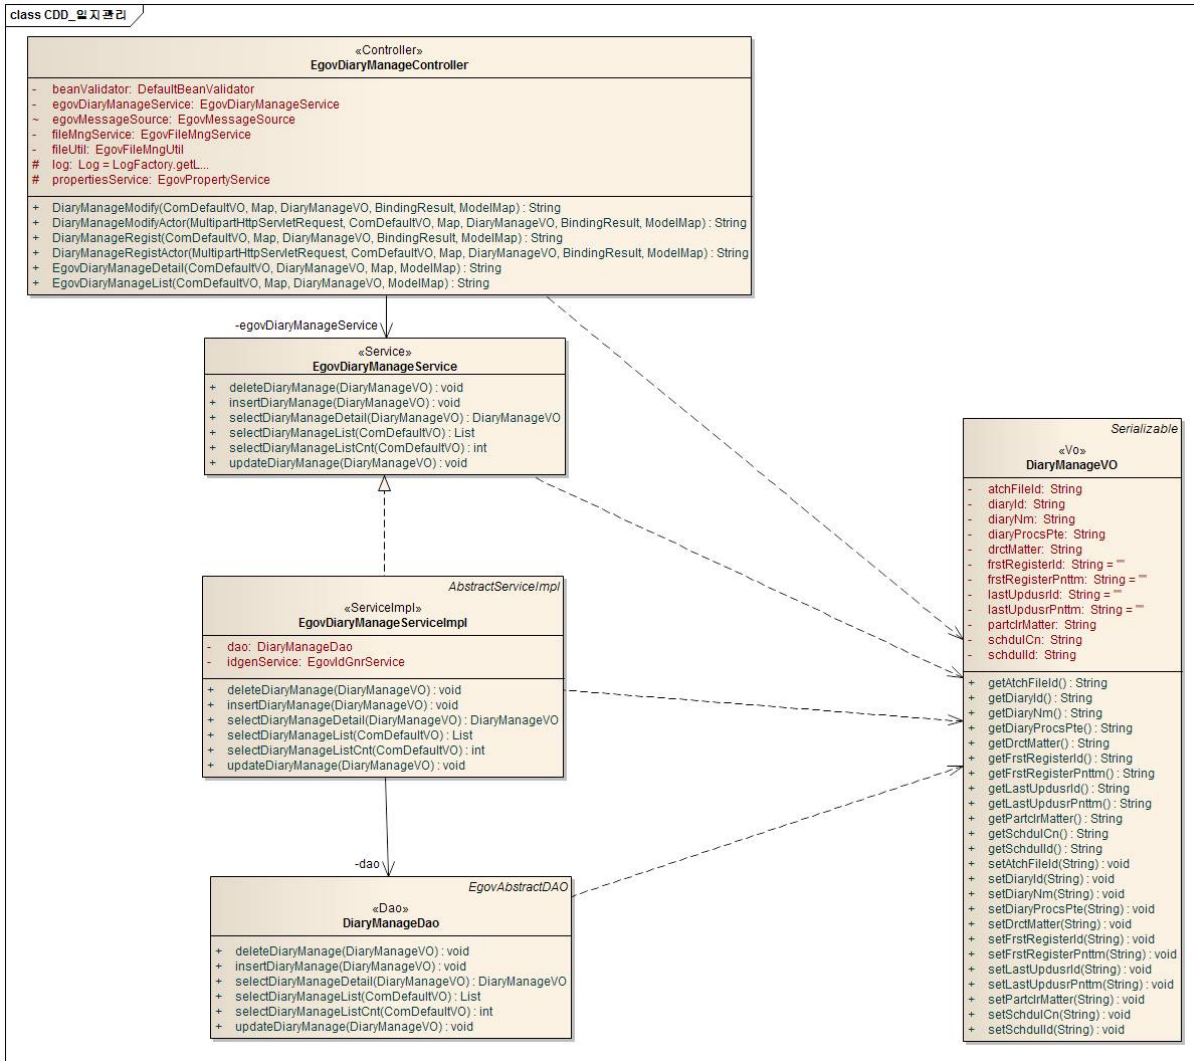 class CDD_일지관리
«Controller»
EgovDiaryManageController
- beanValidator: DefaultBeanValidator
- egovDiaryManageService: EgovDiaryManageService
~ egovMessageSource: EgovMessageSource
- fileMngService: EgovFileMngService
- fileUtil: EgovFileMngUtil
# log: Log = LogFactory.getL...
# propertiesService: EgovPropertyService
+ DiaryManageModify(ComDefaultVO, Map, DiaryManageVO, BindingResult, ModelMap) : String
+ DiaryManageModifyActor(MultipartHttpServletRequest, ComDefaultVO, Map, DiaryManageVO, BindingResult, ModelMap) : String
+ DiaryManageRegist(ComDefaultVO, Map, DiaryManageVO, BindingResult, ModelMap) : String
+ DiaryManageRegistActor(MultipartHttpServletRequest, ComDefaultVO, Map, DiaryManageVO, BindingResult, ModelMap) : String
+ EgovDiaryManageDetail(ComDefaultVO, DiaryManageVO, Map, ModelMap) : String
+ EgovDiaryManageList(ComDefaultVO, Map, DiaryManageVO, ModelMap) : String
-egovDiaryManageService
«Service»
EgovDiaryManageService
+ deleteDiaryManage(DiaryManageVO) : void
+ insertDiaryManage(DiaryManageVO) : void
+ selectDiaryManageDetail(DiaryManageVO) : DiaryManageVO
+ selectDiaryManageList(ComDefaultVO) : List
+ selectDiaryManageListCnt(ComDefaultVO) : int
+ updateDiaryManage(DiaryManageVO) : void
AbstractServiceImpl
«ServiceImpl»
EgovDiaryManageServiceImpl
- dao: DiaryManageDao
- idgenService: EgovIdGnrService
+ deleteDiaryManage(DiaryManageVO) : void
+ insertDiaryManage(DiaryManageVO) : void
+ selectDiaryManageDetail(DiaryManageVO) : DiaryManageVO
+ selectDiaryManageList(ComDefaultVO) : List
+ selectDiaryManageListCnt(ComDefaultVO) : int
+ updateDiaryManage(DiaryManageVO) : void
-dao
EgovAbstractDAO
«Dao»
DiaryManageDao
+ deleteDiaryManage(DiaryManageVO) : void
+ insertDiaryManage(DiaryManageVO) : void
+ selectDiaryManageDetail(DiaryManageVO) : DiaryManageVO
+ selectDiaryManageList(ComDefaultVO) : List
+ selectDiaryManageListCnt(ComDefaultVO) : int
+ updateDiaryManage(DiaryManageVO) : void
Serializable
«Vo»
DiaryManageVO
- atchFileId: String
- diaryId: String
- diaryNm: String
- diaryProcsPte: String
- drctMatter: String
- frstRegisterId: String = ""
- frstRegisterPnttm: String = ""
- lastUpdusrId: String = ""
- lastUpdusrPnttm: String = ""
- partclrMatter: String
- schdulCn: String
- schdulId: String
+ getAtchFileId() : String
+ getDiaryId() : String
+ getDiaryNm() : String
+ getDiaryProcsPte() : String
+ getDrctMatter() : String
+ getFrstRegisterId() : String
+ getFrstRegisterPnttm() : String
+ getLastUpdusrId() : String
+ getLastUpdusrPnttm() : String
+ getPartclrMatter() : String
+ getSchdulCn() : String
+ getSchdulId() : String
+ setAtchFileId(String) : void
+ setDiaryId(String) : void
+ setDiaryNm(String) : void
+ setDiaryProcsPte(String) : void
+ setDrctMatter(String) : void
+ setFrstRegisterId(String) : void
+ setFrstRegisterPnttm(String) : void
+ setLastUpdusrId(String) : void
+ setLastUpdusrPnttm(String) : void
+ setPartclrMatter(String) : void
+ setSchdulCn(String) : void
+ setSchdulId(String) : void